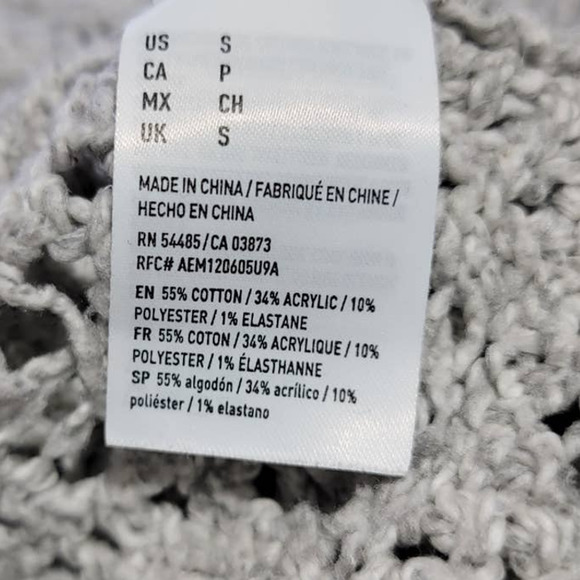 US S
CA P
MX CH
UK S
MADE IN CHINA / FABRIQUÉ EN CHINE /
HECHO EN CHINA
RN 54485 / CA 03873
RFC# AEM120605U9A
EN 55% COTTON / 34% ACRYLIC / 10%
POLYESTER / 1% ELASTANE
FR 55% COTON / 34% ACRYLIQUE / 10%
POLYESTER / 1% ÉLASTHANNE
SP 55% algodón / 34% acrílico / 10%
poliéster / 1% elastano